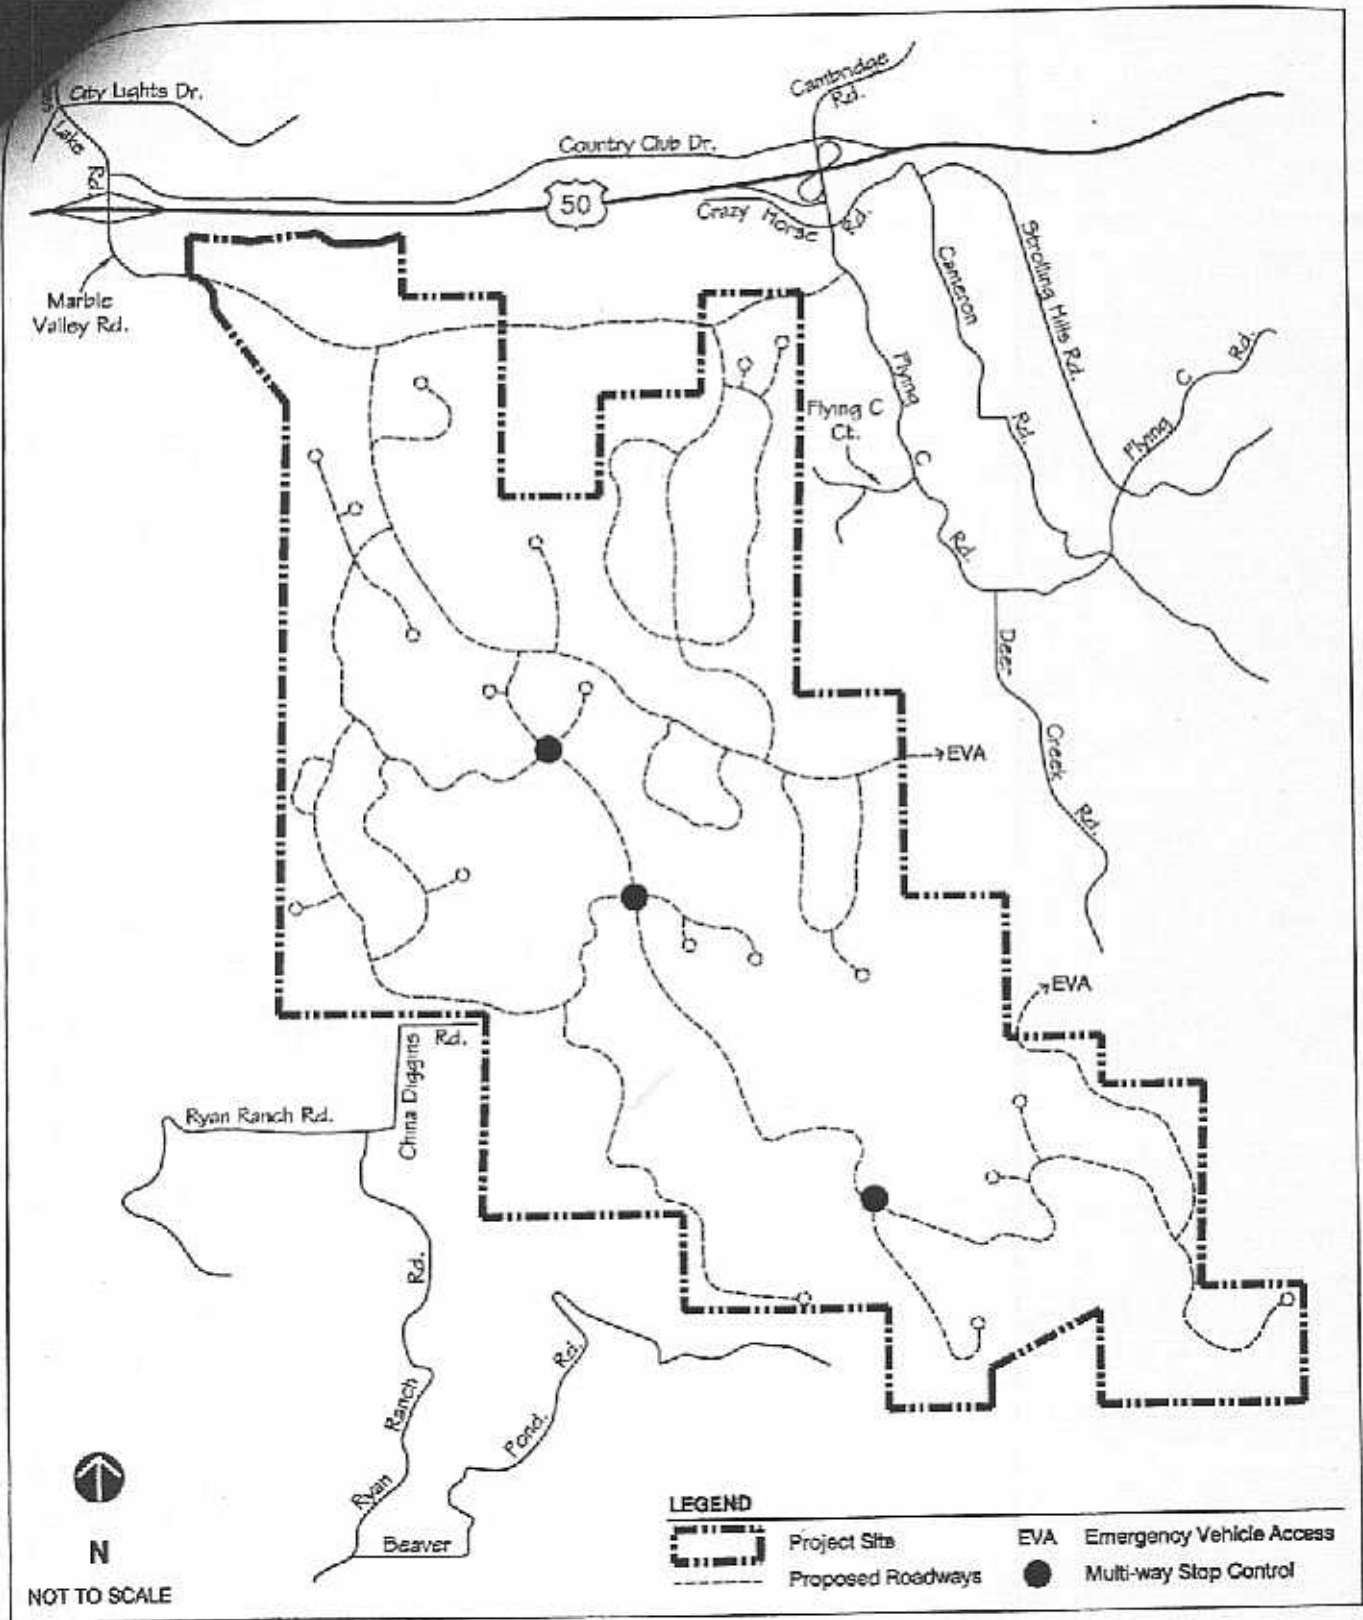 City Lights Dr.
Lake
Rd.
Cambridge
Rd.
Country Club Dr.
50
Crazy Horse Rd.
Marble
Valley Rd.
Cameron
Rd.
Strolling Hills Rd.
Flying C Rd.
Flying C
Ct.
Flying C Rd.
Deer Creek Rd.
EVA
EVA
China Diggins
Rd.
Ryan Ranch Rd.
Rd.
Ranch
Ryan
Beaver
Pond.
Rd.
N
NOT TO SCALE
LEGEND
Project Site
EVA Emergency Vehicle Access
Proposed Roadways
Multi-way Stop Control